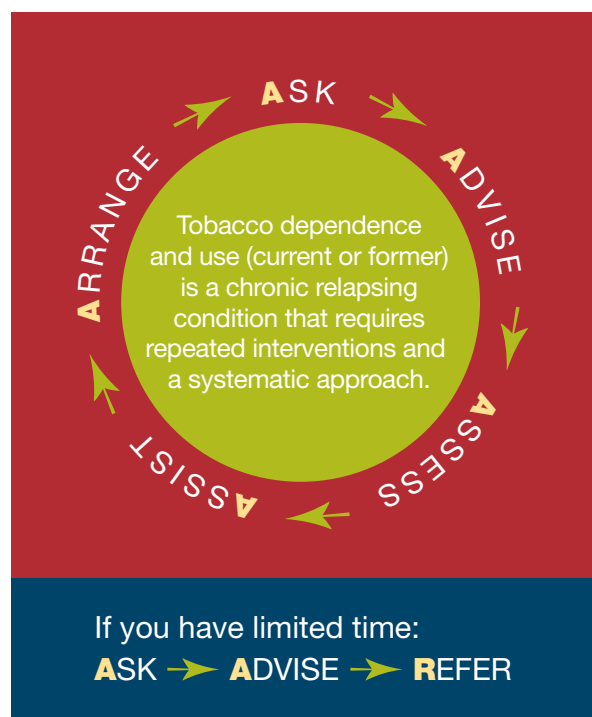 ASK
ADVISE
ASSESS
ASSIST
ARRANGE
Tobacco dependence
and use (current or former)
is a chronic relapsing
condition that requires
repeated interventions and
a systematic approach.
If you have limited time:
ASK ADVISE REFER